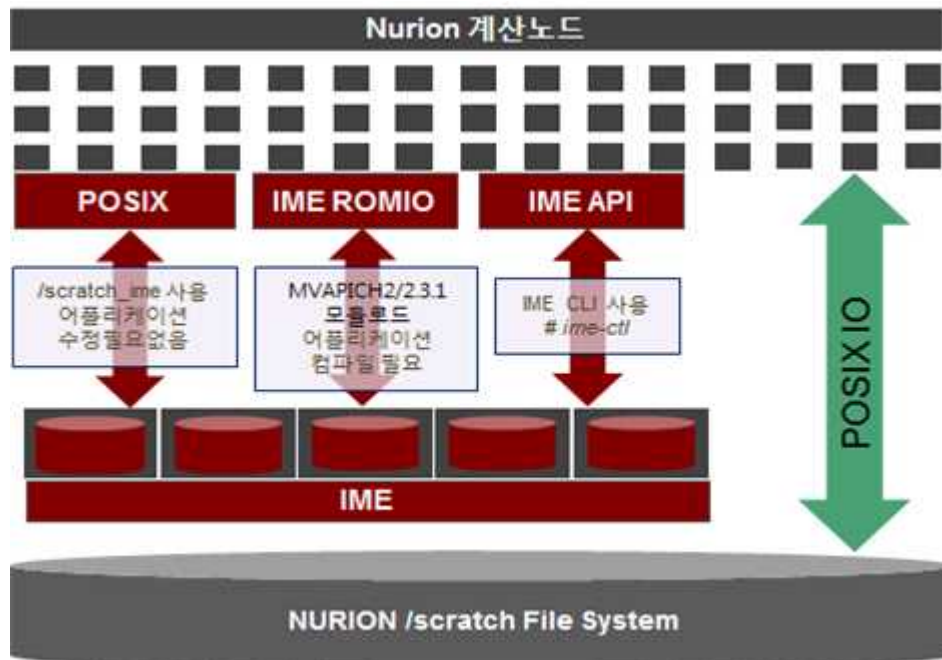 Nurion 계산노드
POSIX
IME ROMIO
IME API
/scratch_ime 사용
어플리케이션
수정필요없음
MVAPICH2/2.3.1
모듈로드
어플리케이션
컴파일 필요
IME CLI 사용
# ime-ctl
POSIX IO
IME
NURION /scratch File System